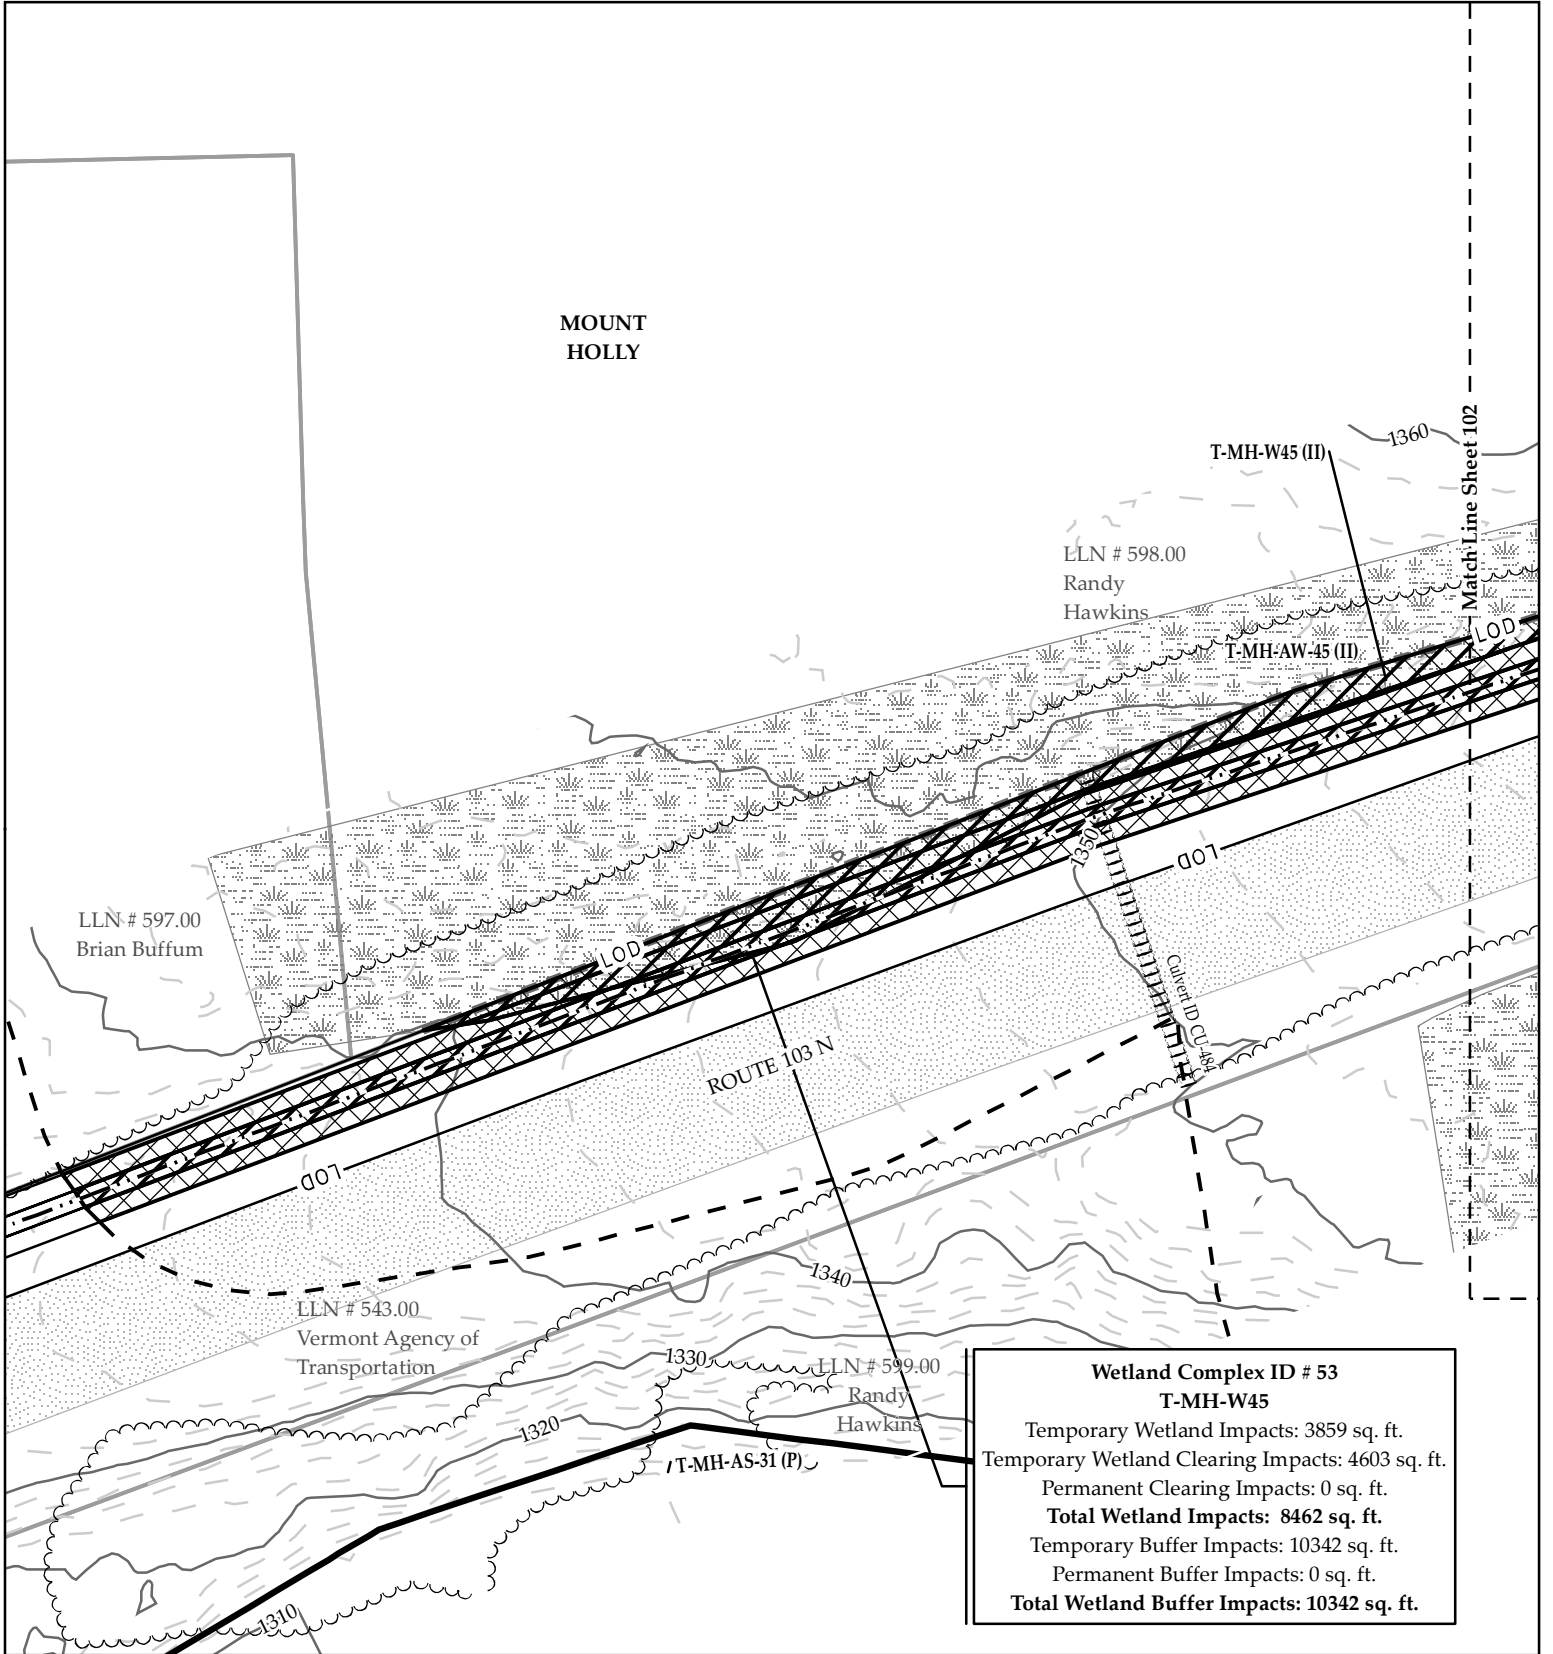 MOUNT
HOLLY
1360
T-MH-W45 (II)
Match Line Sheet 102
LLN # 598.00
Randy
Hawkins
LOD
T-MH-AW-45 (II)
1350
LOD
LLN # 597.00
Brian Buffum
LOD
Culvert ID CU-484
ROUTE 103 N
LOD
1340
LLN # 543.00
Vermont Agency of
Transportation
1330
LLN # 599.00
Randy
Hawkins
1320
T-MH-AS-31 (P)
1310
Wetland Complex ID # 53
T-MH-W45
Temporary Wetland Impacts: 3859 sq. ft.
Temporary Wetland Clearing Impacts: 4603 sq. ft.
Permanent Clearing Impacts: 0 sq. ft.
Total Wetland Impacts: 8462 sq. ft.
Temporary Buffer Impacts: 10342 sq. ft.
Permanent Buffer Impacts: 0 sq. ft.
Total Wetland Buffer Impacts: 10342 sq. ft.